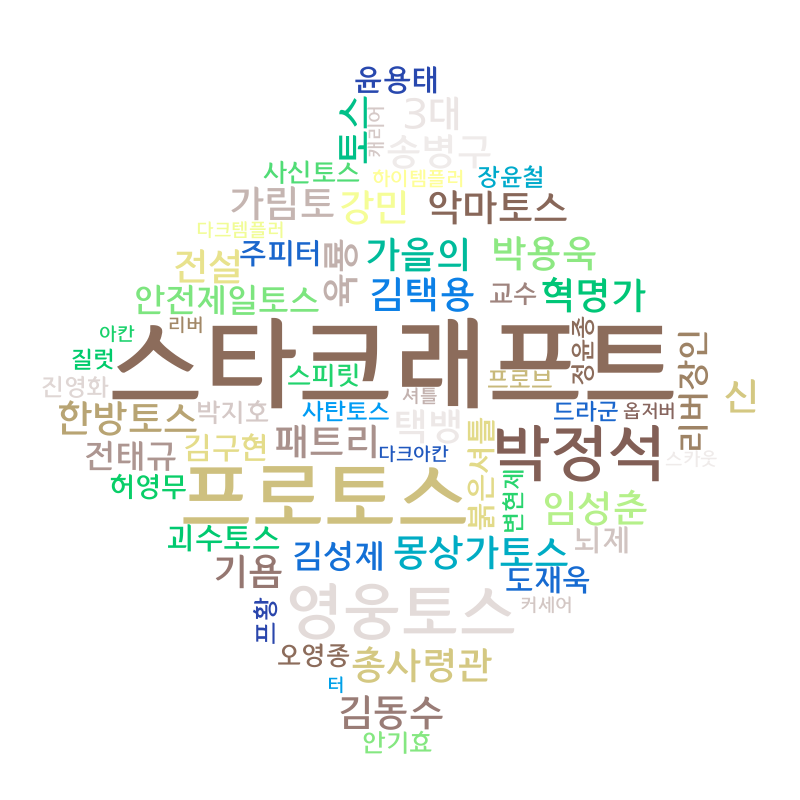 윤용태
토스
캐리어
3대
송병구
사신토스
하이템플러
장윤철
가림토
강민
악마토스
다크템플러
주피터
육룡
가을의
박용욱
전설
안전제일토스
김택용
교수
혁명가
스타크래프트
아칸
리버
질럿
스피릿
프로브
정윤종
리버장인
진영화
한방토스
박지호
사탄토스
셔틀
드라군
옵저버
신
택뱅
전태규
김구현
패트리
다크아칸
붉은셔틀
박정석
스카웃
허영무
프로토스
변현제
임성춘
괴수토스
김성제
몽상가토스
뇌제
기욤
도재욱
프황
영웅토스
커세어
오영종
총사령관
터
김동수
안기효